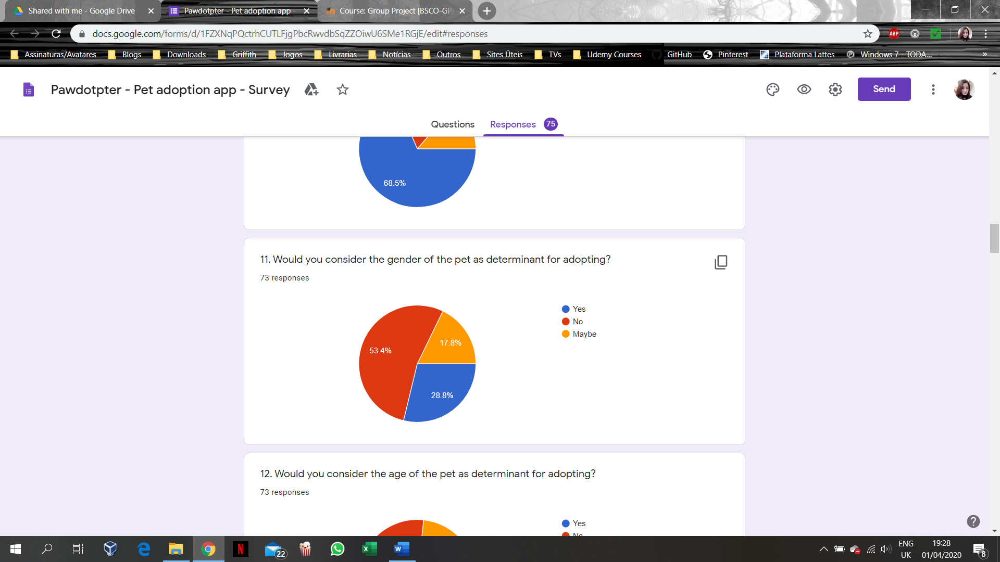 Shared with me - Google Drive
Pawdotpter - Pet adoption app -
Course: Group Project [BSCO-GP
docs.google.com/forms/d/1FZXNqPQctrhCUTLFjgPbcRwvdbSqZZOiwU6SMe1RGjE/edit#responses
ABP
Assinaturas/Avatares Blogs Downloads Griffith Jogos Livrarias Notícias Outros Sites Úteis TVs Udemy Courses GitHub Pinterest Plataforma Lattes Windows 7 - TODA... »
Pawdotpter - Pet adoption app - Survey
Send
Questions Responses 75
68.5%
11. Would you consider the gender of the pet as determinant for adopting?
73 responses
Yes
No
Maybe
17.8%
53.4%
28.8%
12. Would you consider the age of the pet as determinant for adopting?
73 responses
Yes
No
22
ENG
UK
19:28
01/04/2020
8